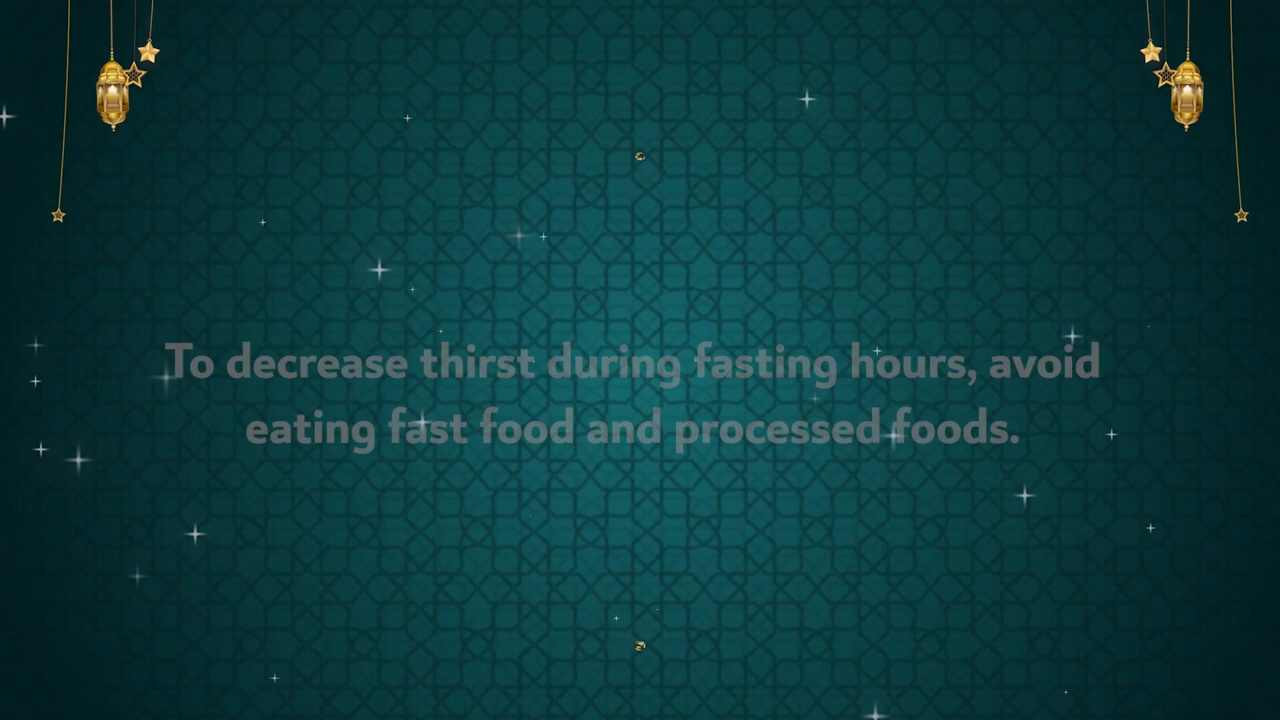 To decrease thirst during fasting hours, avoid
eating fast food and processed foods.